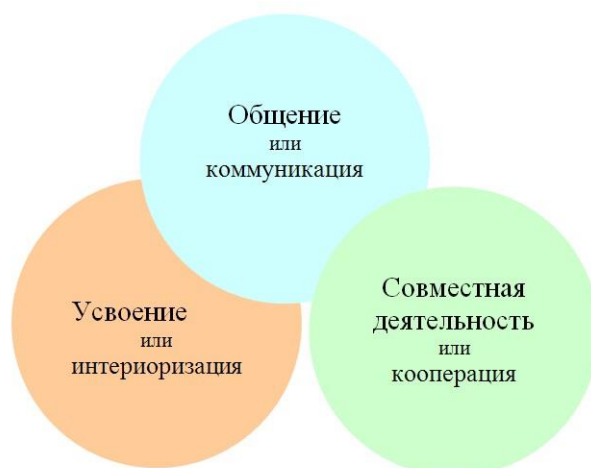 Общение
или
коммуникация
Усвоение
или
интериоризация
Совместная
деятельность
или
кооперация